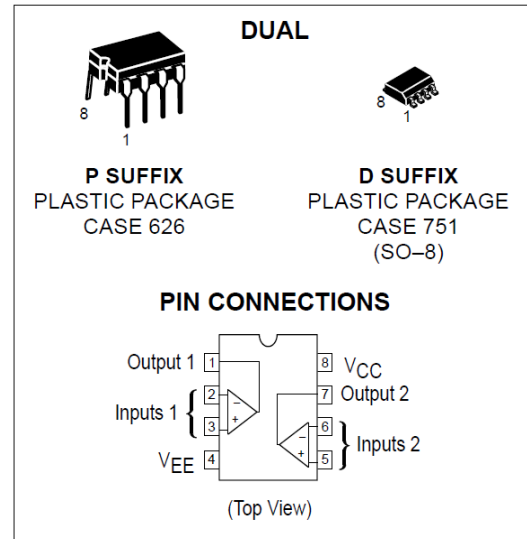 DUAL
8
1
8
1
P SUFFIX
PLASTIC PACKAGE
CASE 626
D SUFFIX
PLASTIC PACKAGE
CASE 751
(SO–8)
PIN CONNECTIONS
Output 1 1 8 VCC
2 – 7 Output 2
Inputs 1 { + – 6
3 } Inputs 2
VEE 4 + 5
(Top View)